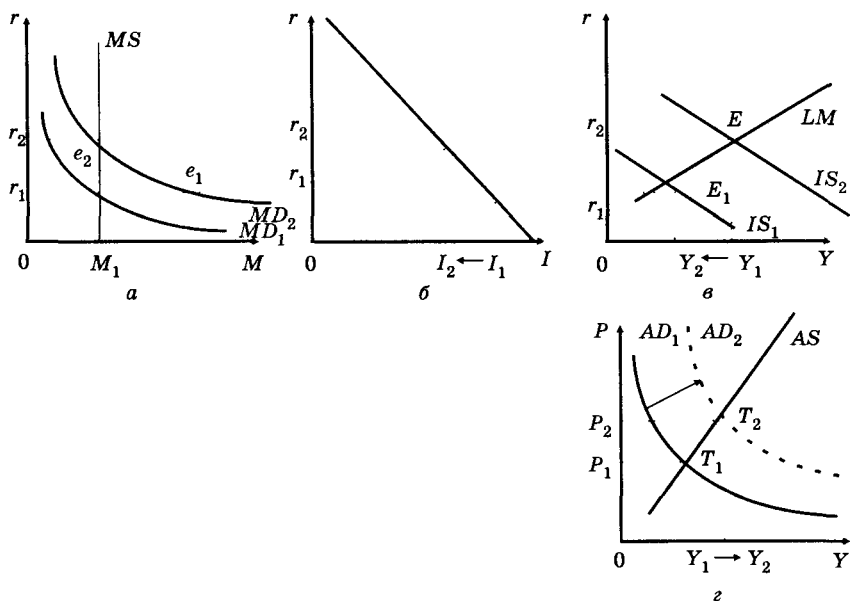 r
MS
r₂
e₂
e₁
r₁
MD₂
MD₁
0
M₁
M
а
r
r₂
r₁
0
I₂ ← I₁
I
б
r
E
LM
r₂
E₁
IS₂
r₁
IS₁
0
Y₂ ← Y₁
Y
в
P
AD₁
AD₂
AS
P₂
T₂
P₁
T₁
0
Y₁ → Y₂
Y
г